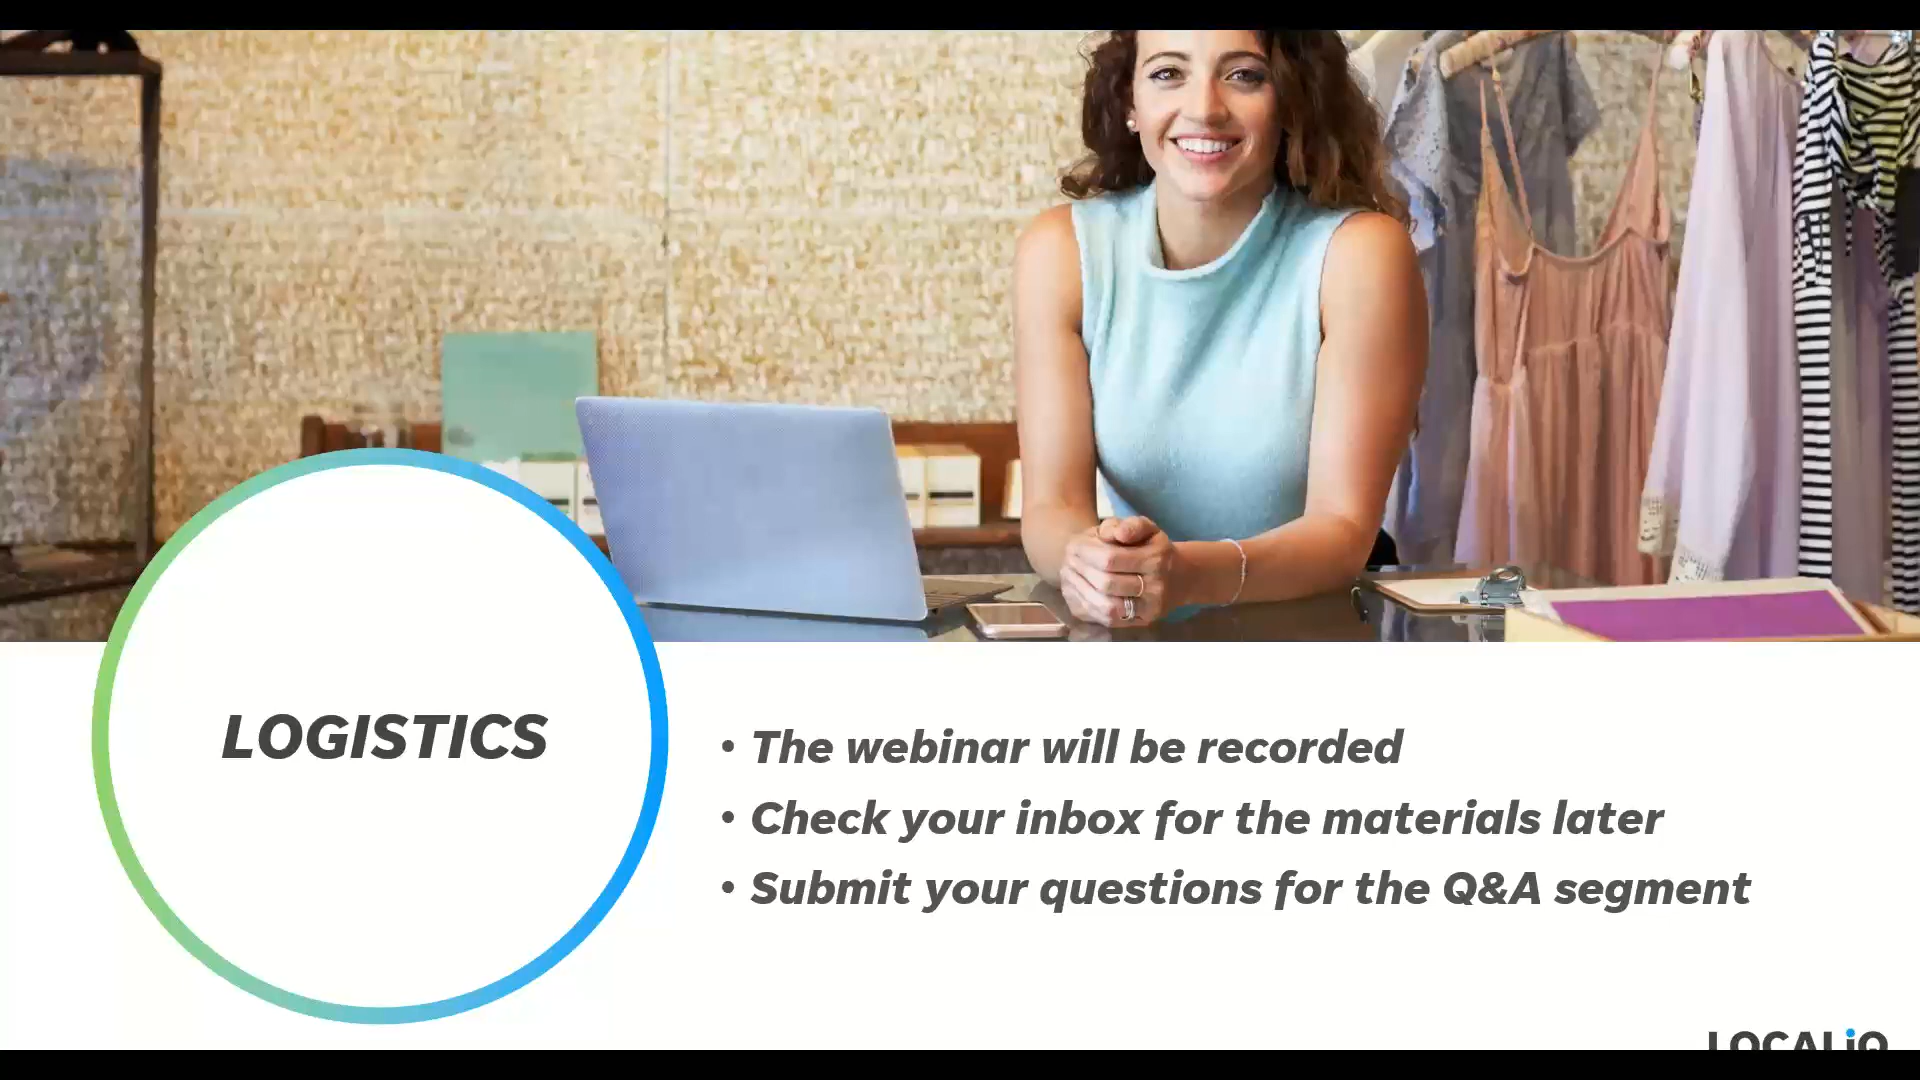 LOGISTICS
• The webinar will be recorded
• Check your inbox for the materials later
• Submit your questions for the Q&A segment
LOCALiQ